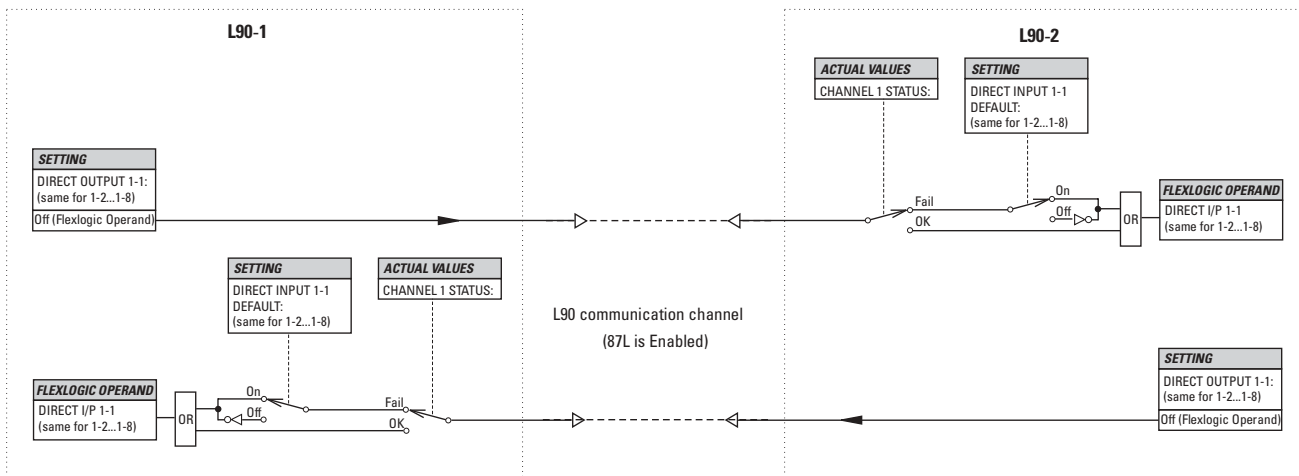 L90-1
L90-2
ACTUAL VALUES
CHANNEL 1 STATUS:
SETTING
DIRECT INPUT 1-1
DEFAULT:
(same for 1-2...1-8)
SETTING
DIRECT OUTPUT 1-1:
(same for 1-2...1-8)
Off (Flexlogic Operand)
Fail
OK
On
Off
OR
FLEXLOGIC OPERAND
DIRECT I/P 1-1
(same for 1-2...1-8)
SETTING
DIRECT INPUT 1-1
DEFAULT:
(same for 1-2...1-8)
ACTUAL VALUES
CHANNEL 1 STATUS:
L90 communication channel
(87L is Enabled)
FLEXLOGIC OPERAND
DIRECT I/P 1-1
(same for 1-2...1-8)
OR
On
Off
Fail
OK
SETTING
DIRECT OUTPUT 1-1:
(same for 1-2...1-8)
Off (Flexlogic Operand)